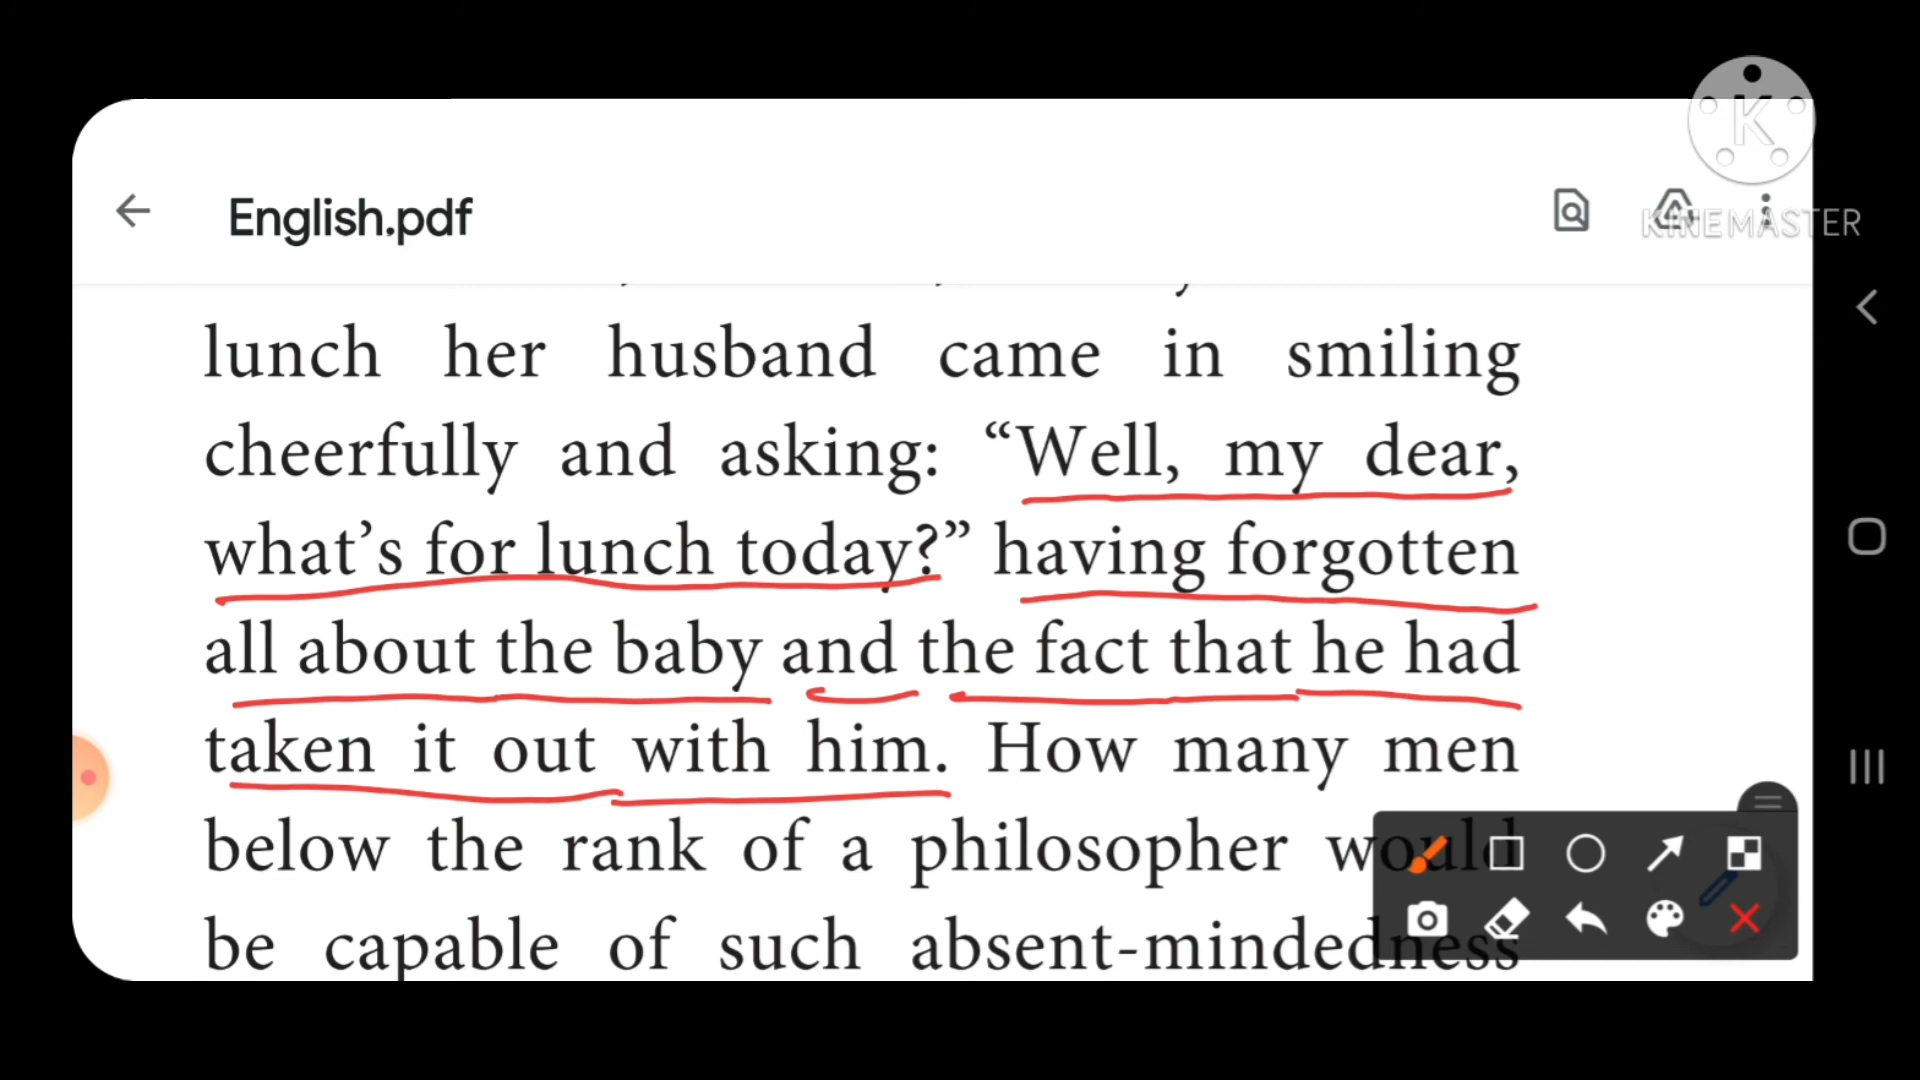 K
KINEMASTER
English.pdf
lunch her husband came in smiling
cheerfully and asking: “Well, my dear,
what’s for lunch today?” having forgotten
all about the baby and the fact that he had
taken it out with him. How many men
below the rank of a philosopher would
be capable of such absent-mindedness